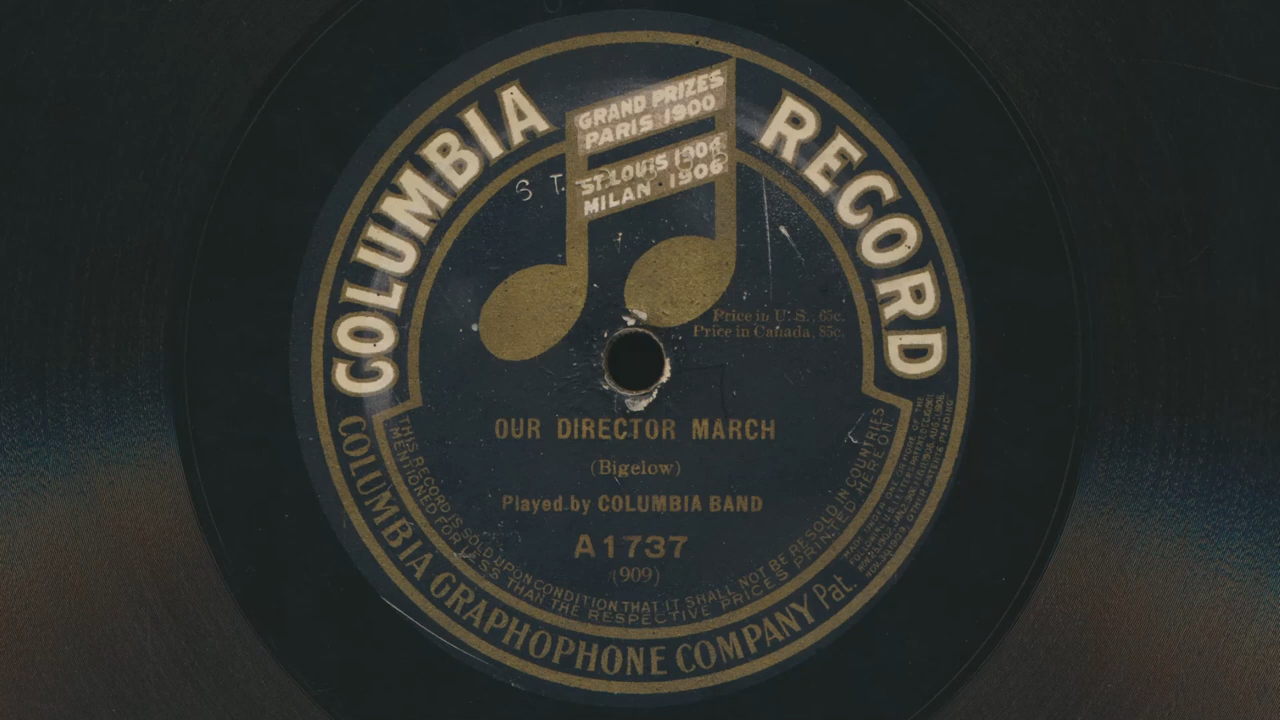 COLUMBIA RECORD
GRAND PRIZES
PARIS 1900
ST. LOUIS 1904
MILAN 1906
Price in U. S., 65c.
Price in Canada, 85c.
OUR DIRECTOR MARCH
(Bigelow)
Played by COLUMBIA BAND
A1737
(909)
THIS RECORD IS SOLD UPON CONDITION THAT IT SHALL NOT BE RESOLD IN COUNTRIES
MENTIONED FOR LESS THAN THE RESPECTIVE PRICES PRINTED HEREON
COLUMBIA GRAPHOPHONE COMPANY Pat.